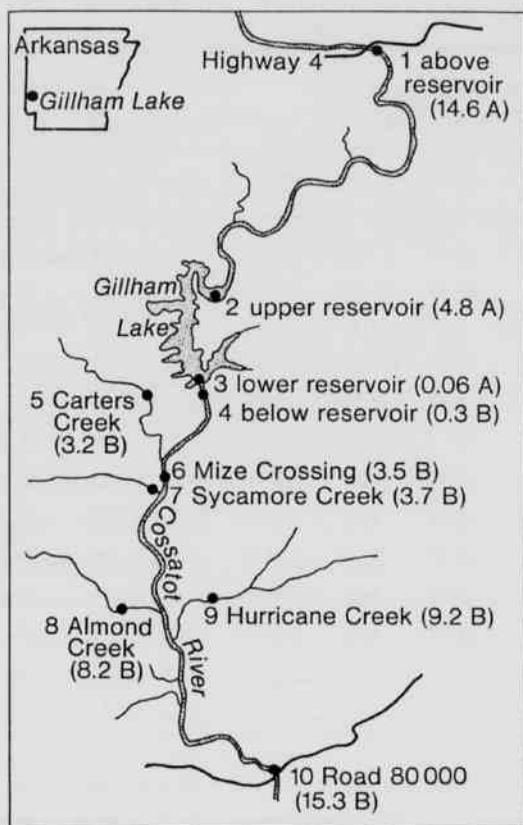 Arkansas
Gillham Lake
Highway 4
1 above
reservoir
(14.6 A)
Gillham
Lake
2 upper reservoir (4.8 A)
3 lower reservoir (0.06 A)
4 below reservoir (0.3 B)
5 Carters
Creek
(3.2 B)
6 Mize Crossing (3.5 B)
7 Sycamore Creek (3.7 B)
Cossatot
River
8 Almond
Creek
(8.2 B)
9 Hurricane Creek (9.2 B)
10 Road 80 000
(15.3 B)